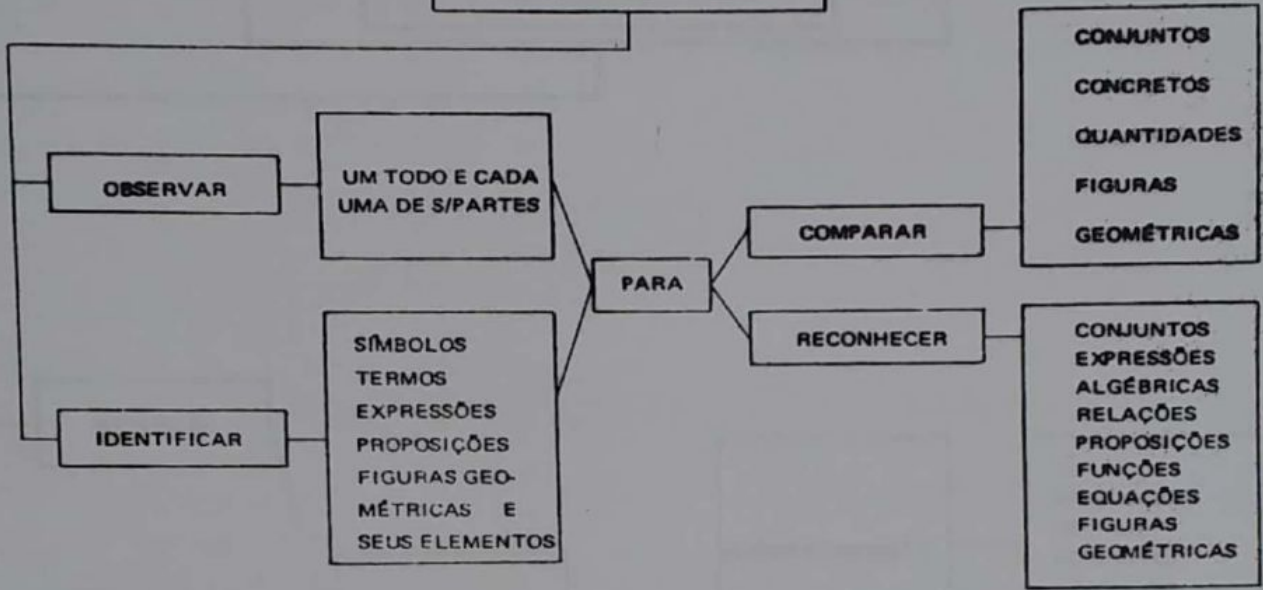 OBSERVAR
UM TODO E CADA
UMA DE S/PARTES
IDENTIFICAR
SÍMBOLOS
TERMOS
EXPRESSÕES
PROPOSIÇÕES
FIGURAS GEO-
MÉTRICAS E
SEUS ELEMENTOS
PARA
COMPARAR
CONJUNTOS
CONCRETOS
QUANTIDADES
FIGURAS
GEOMÉTRICAS
RECONHECER
CONJUNTOS
EXPRESSÕES
ALGÉBRICAS
RELAÇÕES
PROPOSIÇÕES
FUNÇÕES
EQUAÇÕES
FIGURAS
GEOMÉTRICAS